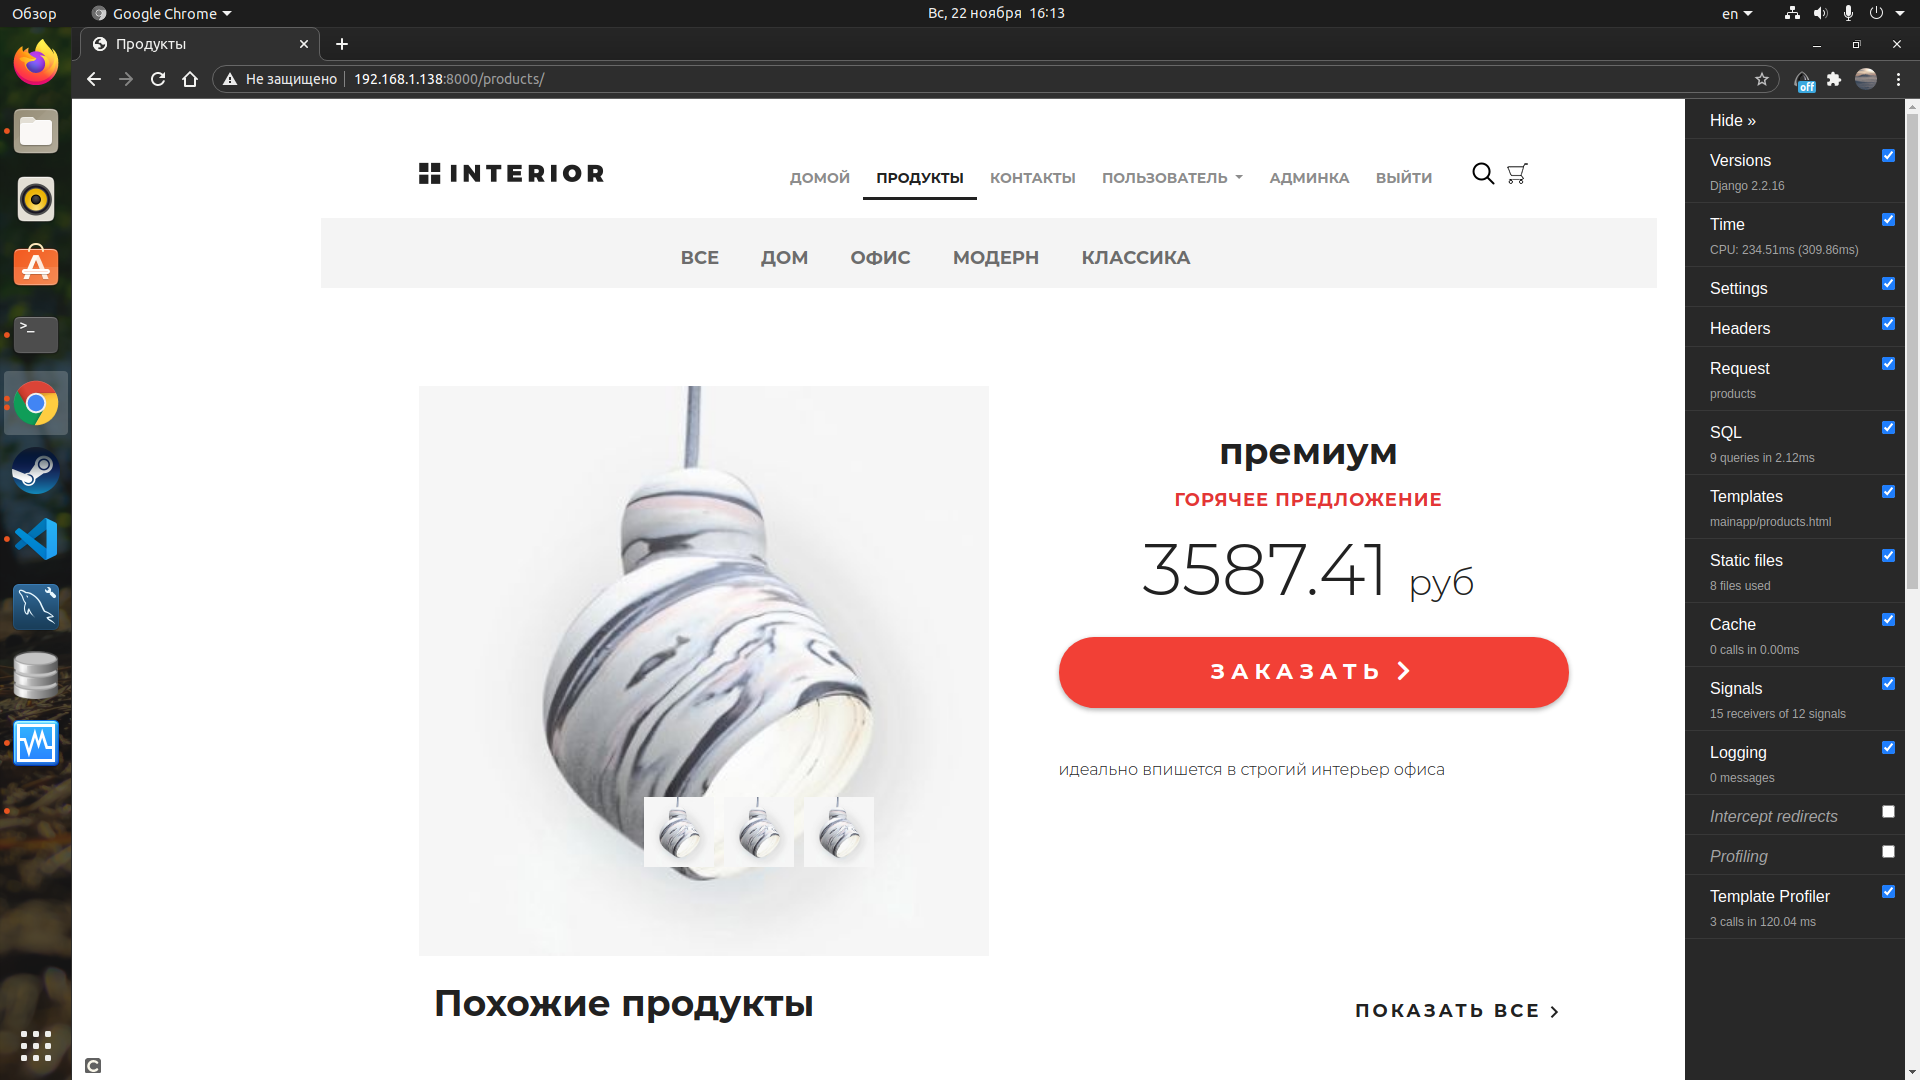 Обзор
Google Chrome
Вс, 22 ноября 16:13
en
Продукты
Не защищено
192.168.1.138:8000/products/
off
INTERIOR
ДОМОЙ
ПРОДУКТЫ
КОНТАКТЫ
ПОЛЬЗОВАТЕЛЬ
АДМИНКА
ВЫЙТИ
ВСЕ
ДОМ
ОФИС
МОДЕРН
КЛАССИКА
премиум
ГОРЯЧЕЕ ПРЕДЛОЖЕНИЕ
3587.41 руб
ЗАКАЗАТЬ
идеально впишется в строгий интерьер офиса
Похожие продукты
ПОКАЗАТЬ ВСЕ
Hide »
Versions
Django 2.2.16
Time
CPU: 234.51ms (309.86ms)
Settings
Headers
Request
products
SQL
9 queries in 2.12ms
Templates
mainapp/products.html
Static files
8 files used
Cache
0 calls in 0.00ms
Signals
15 receivers of 12 signals
Logging
0 messages
Intercept redirects
Profiling
Template Profiler
3 calls in 120.04 ms